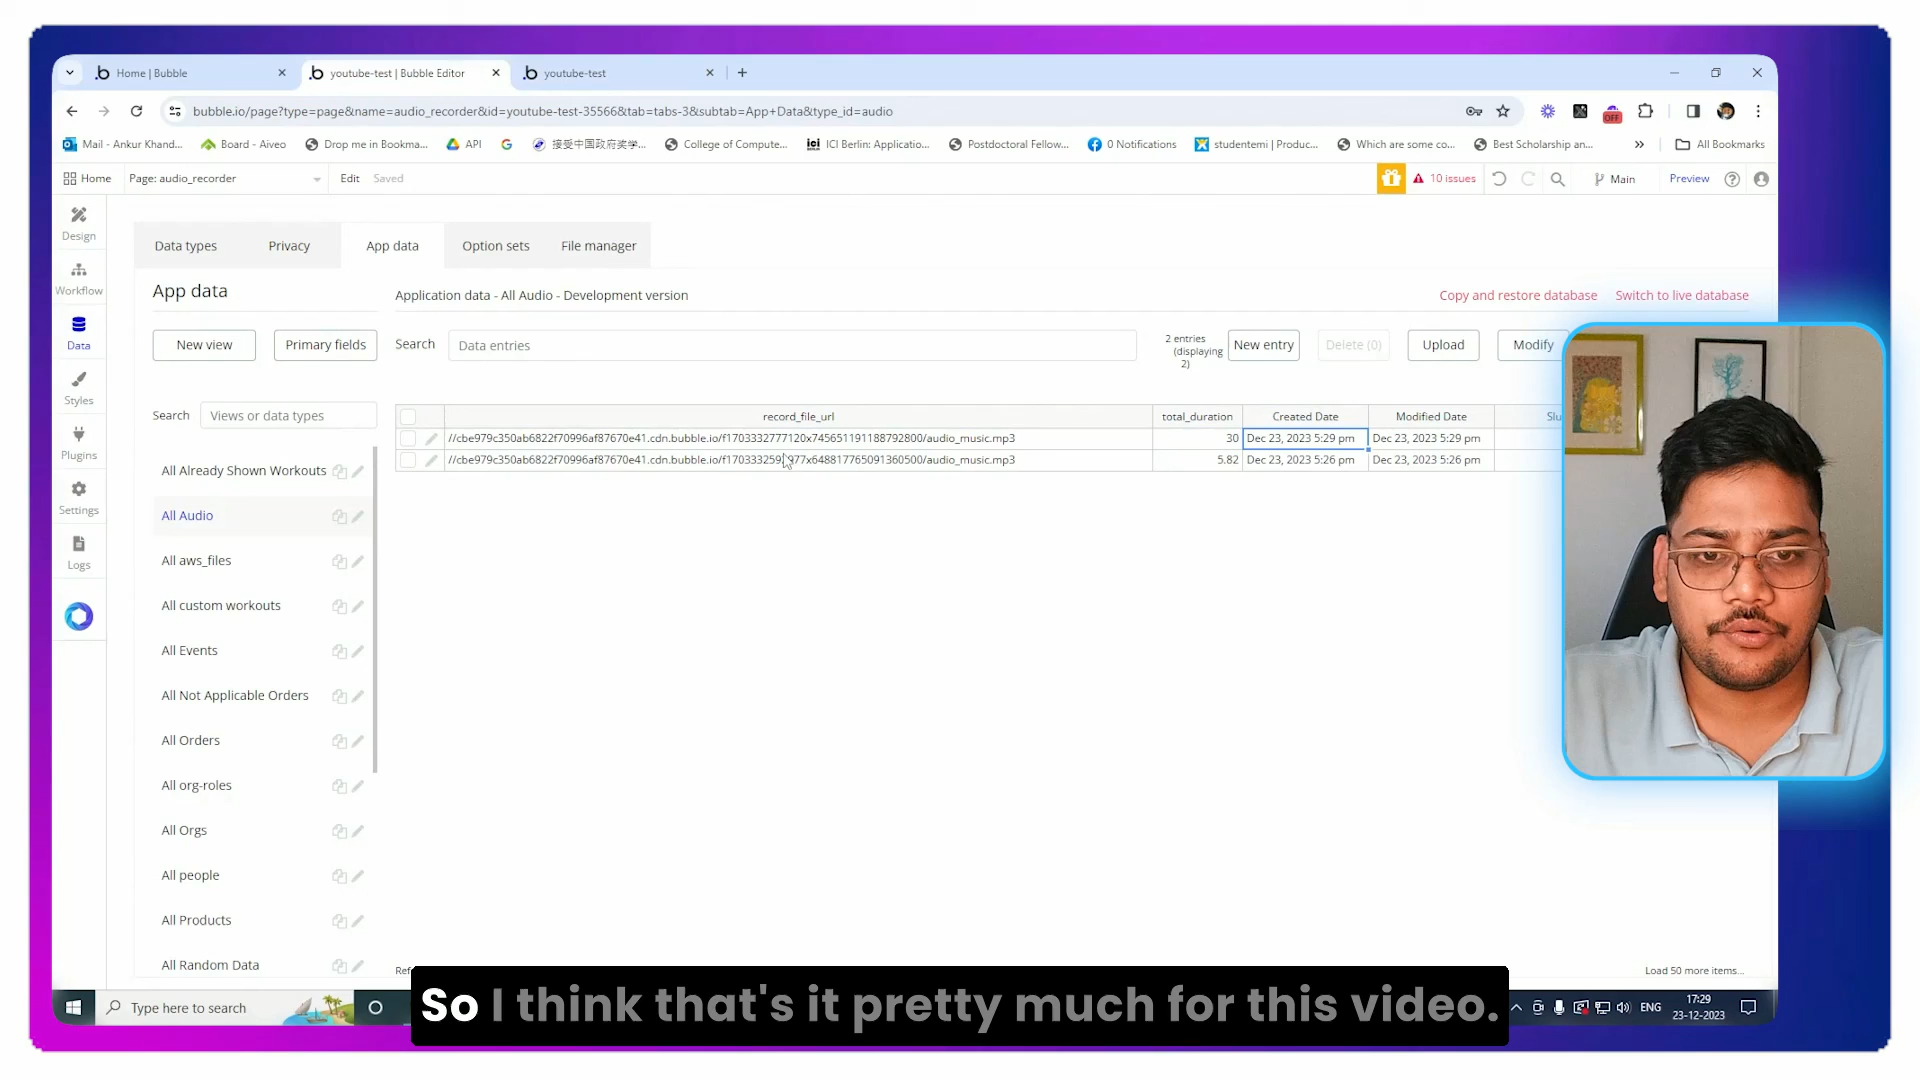 Home | Bubble
youtube-test | Bubble Editor
youtube-test
bubble.io/page?type=page&name=audio_recorder&id=youtube-test-35566&tab=tabs-3&subtab=App+Data&type_id=audio
OFF
Mail - Ankur Khand...
Board - Aiveo
Drop me in Bookma...
API
接受中国政府奖学...
College of Compute...
ici
ICI Berlin: Applicatio...
Postdoctoral Fellow...
0 Notifications
studentemi | Produc...
Which are some co...
Best Scholarship an...
All Bookmarks
Home
Page: audio_recorder
Edit
Saved
10 issues
Main
Preview
Design
Workflow
Data
Styles
Plugins
Settings
Logs
Data types
Privacy
App data
Option sets
File manager
App data
Application data - All Audio - Development version
Copy and restore database
Switch to live database
New view
Primary fields
Search
Data entries
2 entries
(displaying
2)
New entry
Delete (0)
Upload
Modify
Search
Views or data types
record_file_url
total_duration
Created Date
Modified Date
Slu
//cbe979c350ab6822f70996af87670e41.cdn.bubble.io/f1703332777120x745651191188792800/audio_music.mp3
30
Dec 23, 2023 5:29 pm
Dec 23, 2023 5:29 pm
5.82
Dec 23, 2023 5:26 pm
Dec 23, 2023 5:26 pm
All Already Shown Workouts
All Audio
All aws_files
All custom workouts
All Events
All Not Applicable Orders
All Orders
All org-roles
All Orgs
All people
All Products
All Random Data
Load 50 more items...
So I think that's it pretty much for this video.
Type here to search
ENG
17:29
23-12-2023